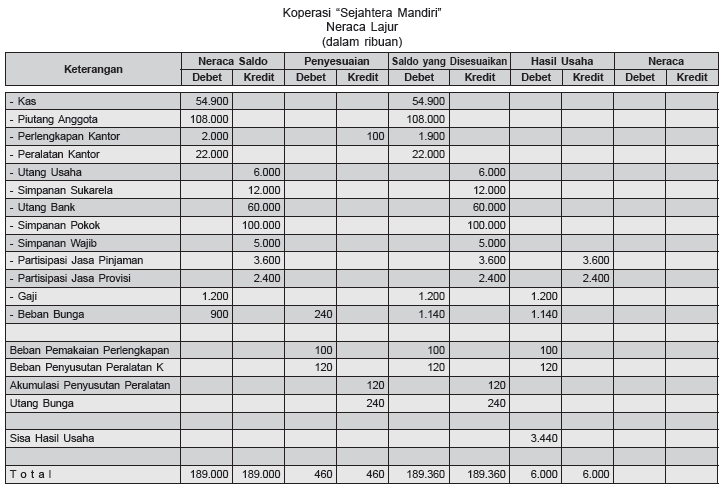 Koperasi “Sejahtera Mandiri”
Neraca Lajur
(dalam ribuan)
Keterangan Neraca Saldo Penyesuaian Saldo yang Disesuaikan Hasil Usaha Neraca
Debet Kredit Debet Kredit Debet Kredit Debet Kredit Debet Kredit
- Kas 54.900 54.900
- Piutang Anggota 108.000 108.000
- Perlengkapan Kantor 2.000 100 1.900
- Peralatan Kantor 22.000 22.000
- Utang Usaha 6.000 6.000
- Simpanan Sukarela 12.000 12.000
- Utang Bank 60.000 60.000
- Simpanan Pokok 100.000 100.000
- Simpanan Wajib 5.000 5.000
- Partisipasi Jasa Pinjaman 3.600 3.600 3.600
- Partisipasi Jasa Provisi 2.400 2.400 2.400
- Gaji 1.200 1.200 1.200
- Beban Bunga 900 240 1.140 1.140
Beban Pemakaian Perlengkapan 100 100 100
Beban Penyusutan Peralatan K 120 120 120
Akumulasi Penyusutan Peralatan 120 120
Utang Bunga 240 240
Sisa Hasil Usaha 3.440
T o t a l 189.000 189.000 460 460 189.360 189.360 6.000 6.000